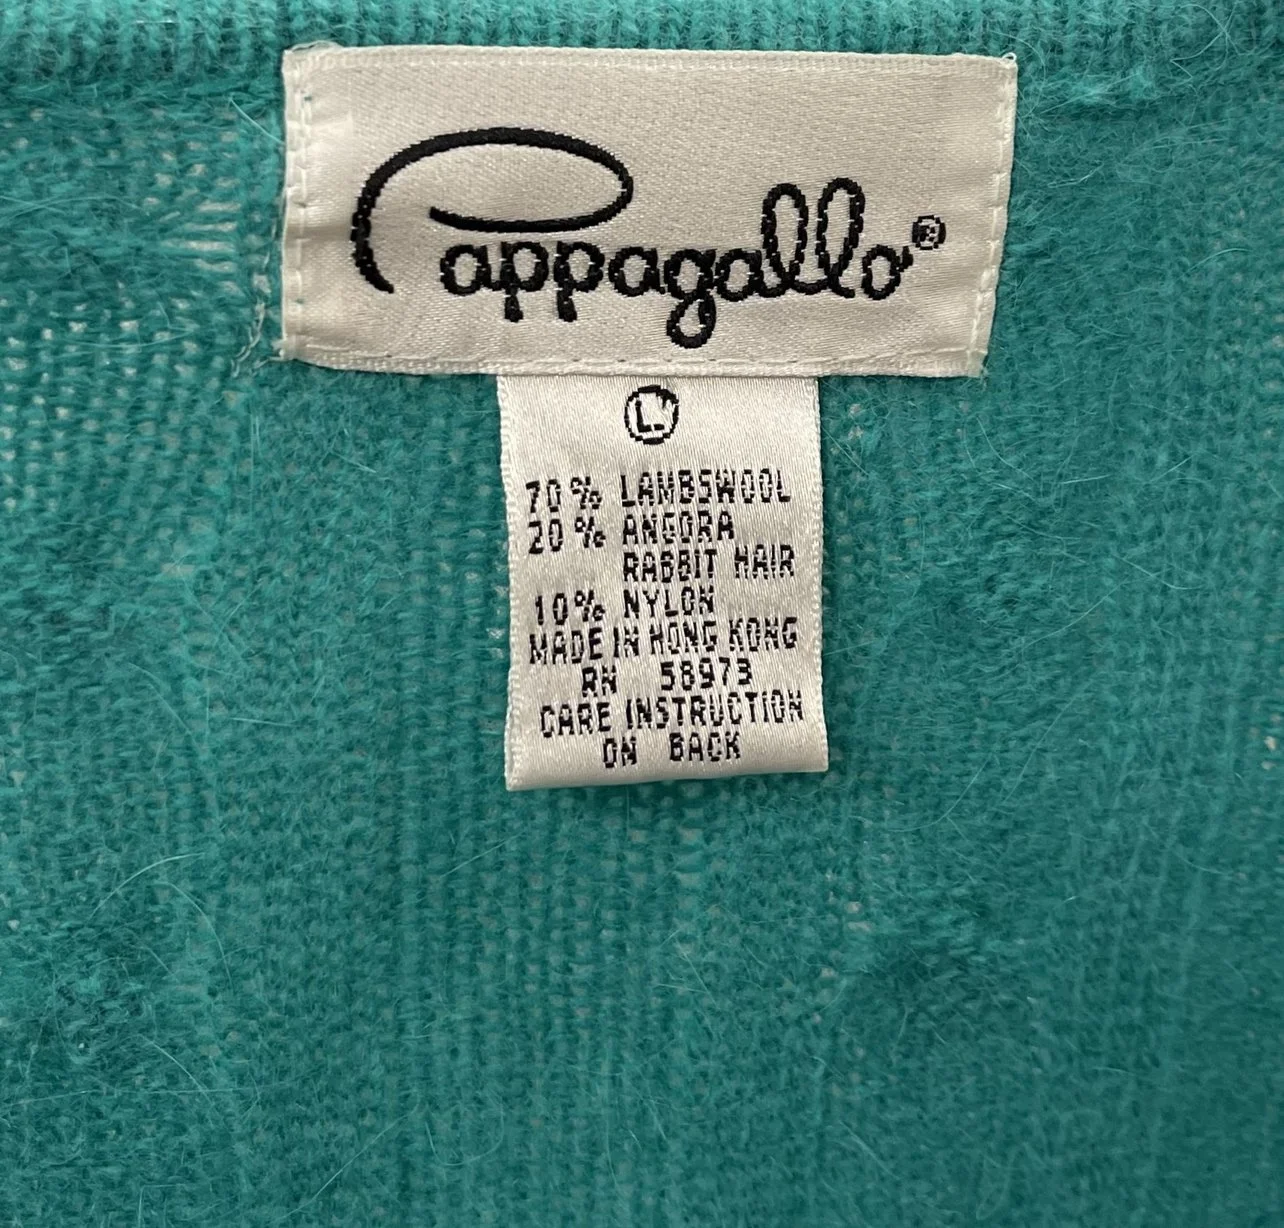 Pappagallo®
L
70% LAMBSWOOL
20% ANGORA
RABBIT HAIR
10% NYLON
MADE IN HONG KONG
RN 58973
CARE INSTRUCTION
ON BACK